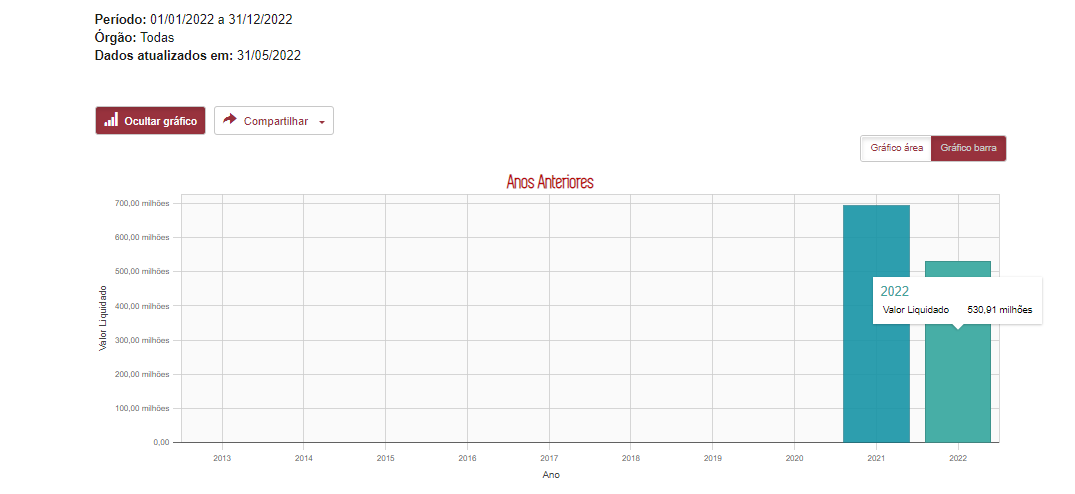 Período: 01/01/2022 a 31/12/2022
Órgão: Todas
Dados atualizados em: 31/05/2022
Ocultar gráfico
Compartilhar
Gráfico área
Gráfico barra
Anos Anteriores
700,00 milhões
600,00 milhões
500,00 milhões
400,00 milhões
300,00 milhões
200,00 milhões
100,00 milhões
0,00
Valor Liquidado
2022
Valor Liquidado 530,91 milhões
2013 2014 2015 2016 2017 2018 2019 2020 2021 2022
Ano